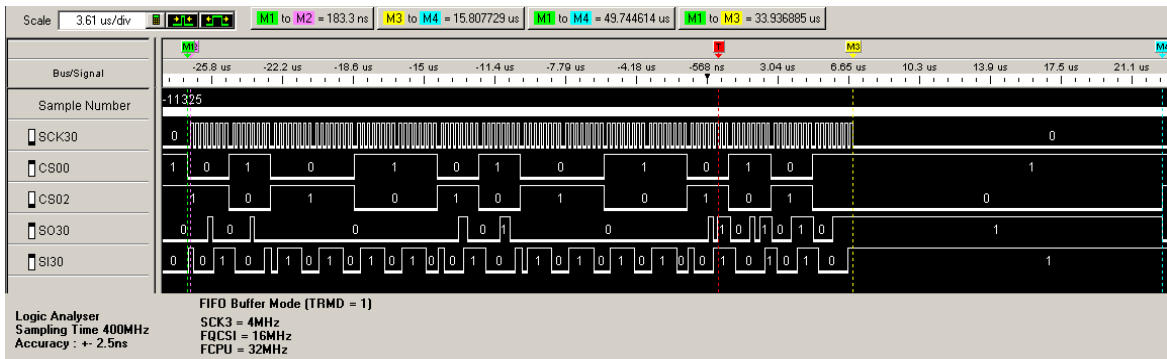 Scale 3.61 us/div M1 to M2 = 183.3 ns M3 to M4 = 15.807729 us M1 to M4 = 49.744614 us M1 to M3 = 33.936885 us
M1 T M3 M4
Bus/Signal -25.8 us -22.2 us -18.6 us -15 us -11.4 us -7.79 us -4.18 us -568 ns 3.04 us 6.65 us 10.3 us 13.9 us 17.5 us 21.1 us
Sample Number -11325
SCK30 0 0
CS00 1 0 1 0 1 0 1 0 1 0 1 0 1
CS02 1 0 1 0 1 0 1 0 1 0 1 0
SO30 0 0 0 0 1 0 1 0 1 0 1 0 1
SI30 0 0 1 0 1 0 1 0 1 0 0 1 0 1 0 1 0 1 0 1 0 0 1 0 1 0 1 0 1
FIFO Buffer Mode (TRMD = 1)
Logic Analyser
Sampling Time 400MHz
Accuracy : +- 2.5ns
SCK3 = 4MHz
FQCSI = 16MHz
FCPU = 32MHz